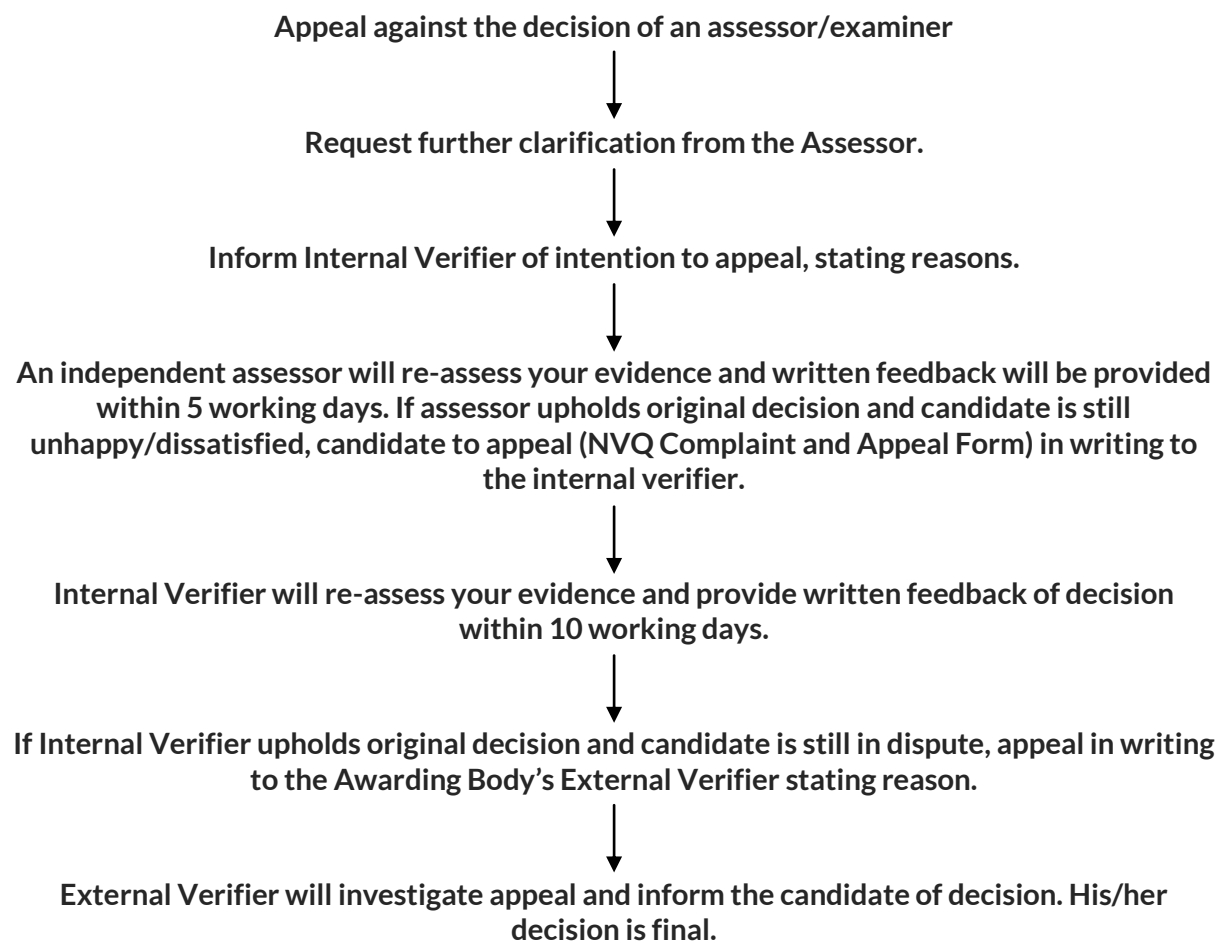 Appeal against the decision of an assessor/examiner
Request further clarification from the Assessor.
Inform Internal Verifier of intention to appeal, stating reasons.
An independent assessor will re-assess your evidence and written feedback will be provided
within 5 working days. If assessor upholds original decision and candidate is still
unhappy/dissatisfied, candidate to appeal (NVQ Complaint and Appeal Form) in writing to
the internal verifier.
Internal Verifier will re-assess your evidence and provide written feedback of decision
within 10 working days.
If Internal Verifier upholds original decision and candidate is still in dispute, appeal in writing
to the Awarding Body’s External Verifier stating reason.
External Verifier will investigate appeal and inform the candidate of decision. His/her
decision is final.